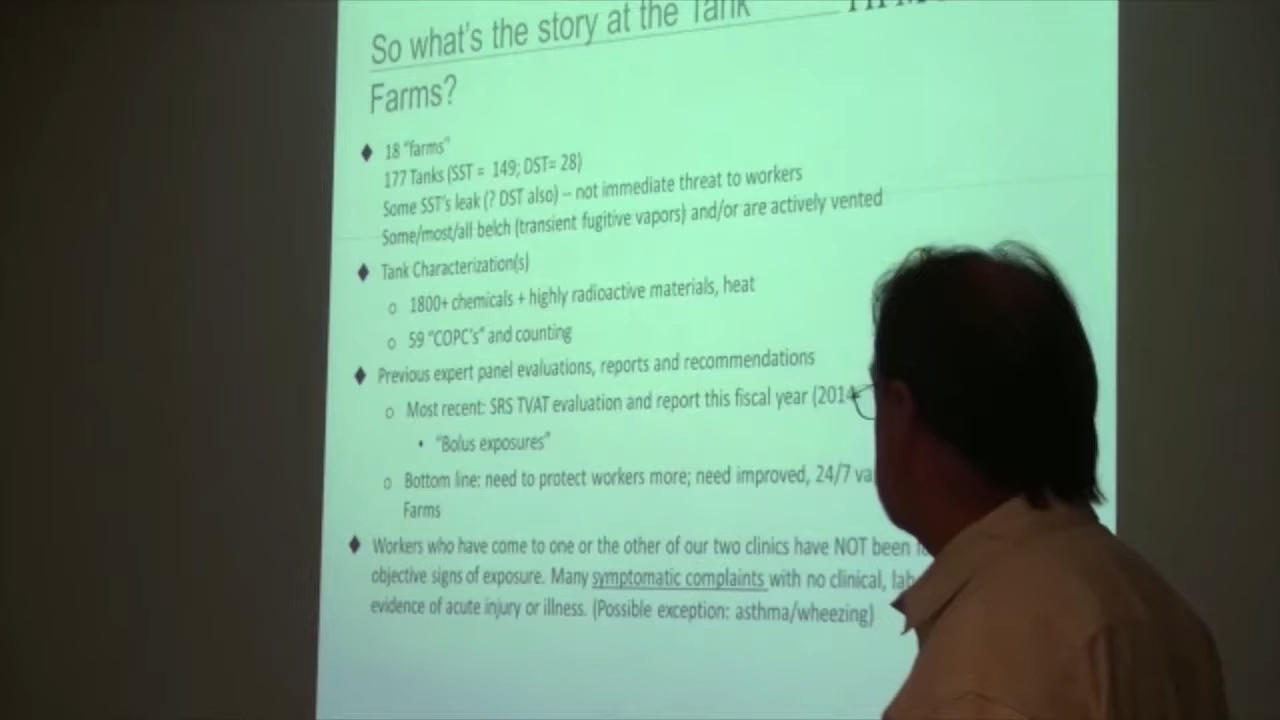 So what's the story at the Tank
Farms?
18 "farms"
177 Tanks (SST = 149; DST= 28)
Some SST's leak (? DST also) – not immediate threat to workers
Some/most/all belch (transient fugitive vapors) and/or are actively vented
Tank Characterization(s)
o 1800+ chemicals + highly radioactive materials, heat
o 59 "COPC's" and counting
Previous expert panel evaluations, reports and recommendations
o Most recent: SRS TVAT evaluation and report this fiscal year (2014
• "Bolus exposures"
o Bottom line: need to protect workers more; need improved, 24/7 va
Farms
Workers who have come to one or the other of our two clinics have NOT been
objective signs of exposure. Many symptomatic complaints with no clinical, lab
evidence of acute injury or illness. (Possible exception: asthma/wheezing)